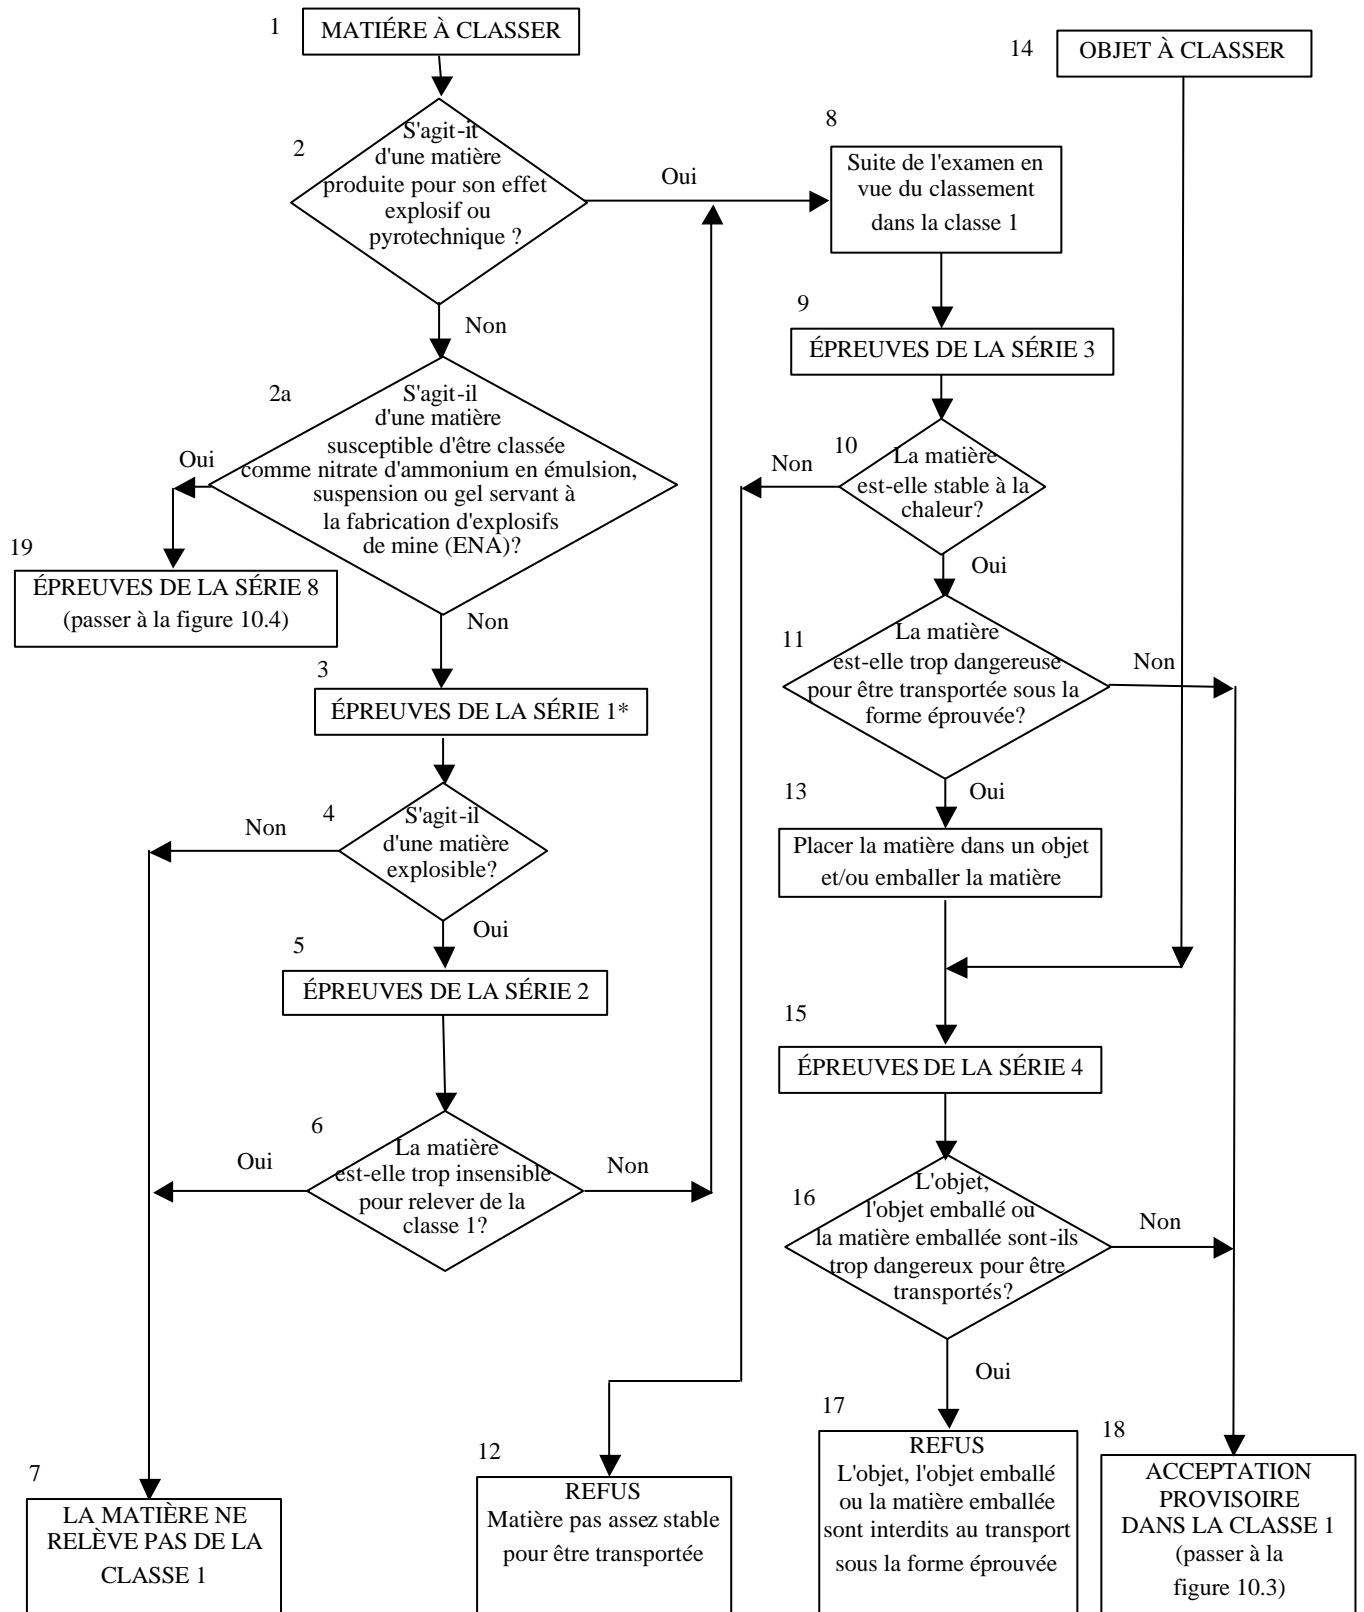 1
MATIÉRE À CLASSER
14
OBJET À CLASSER
2
S'agit-it
d'une matière
produite pour son effet
explosif ou
pyrotechnique ?
Oui
8
Suite de l'examen en
vue du classement
dans la classe 1
Non
9
ÉPREUVES DE LA SÉRIE 3
2a
S'agit-il
d'une matière
susceptible d'être classée
comme nitrate d'ammonium en émulsion,
suspension ou gel servant à
la fabrication d'explosifs
de mine (ENA)?
Oui
10
La matière
est-elle stable à la
chaleur?
Non
Oui
19
ÉPREUVES DE LA SÉRIE 8
(passer à la figure 10.4)
Non
11
La matière
est-elle trop dangereuse
pour être transportée sous la
forme éprouvée?
Non
3
ÉPREUVES DE LA SÉRIE 1*
Oui
13
Placer la matière dans un objet
et/ou emballer la matière
4
S'agit-il
d'une matière
explosible?
Non
Oui
5
ÉPREUVES DE LA SÉRIE 2
15
ÉPREUVES DE LA SÉRIE 4
6
La matière
est-elle trop insensible
pour relever de la
classe 1?
Oui
Non
16
L'objet,
l'objet emballé ou
la matière emballée sont-ils
trop dangereux pour être
transportés?
Non
Oui
7
LA MATIÈRE NE
RELÈVE PAS DE LA
CLASSE 1
12
REFUS
Matière pas assez stable
pour être transportée
17
REFUS
L'objet, l'objet emballé
ou la matière emballée
sont interdits au transport
sous la forme éprouvée
18
ACCEPTATION
PROVISOIRE
DANS LA CLASSE 1
(passer à la
figure 10.3)